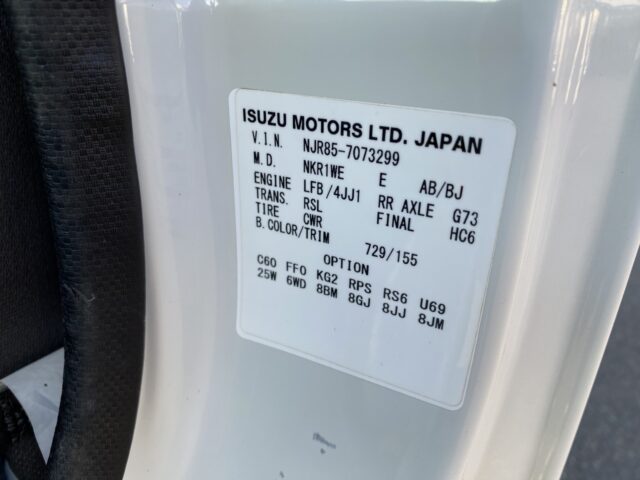 ISUZU MOTORS LTD. JAPAN
V.I.N. NJR85-7073299
M.D. NKR1WE E AB/BJ
ENGINE LFB/4JJ1 RR AXLE G73
TRANS. RSL FINAL HC6
TIRE CWR
B.COLOR/TRIM 729/155
OPTION
C60 FF0 KG2 RPS RS6 U69
25W 6WD 8BM 8GJ 8JJ 8JM